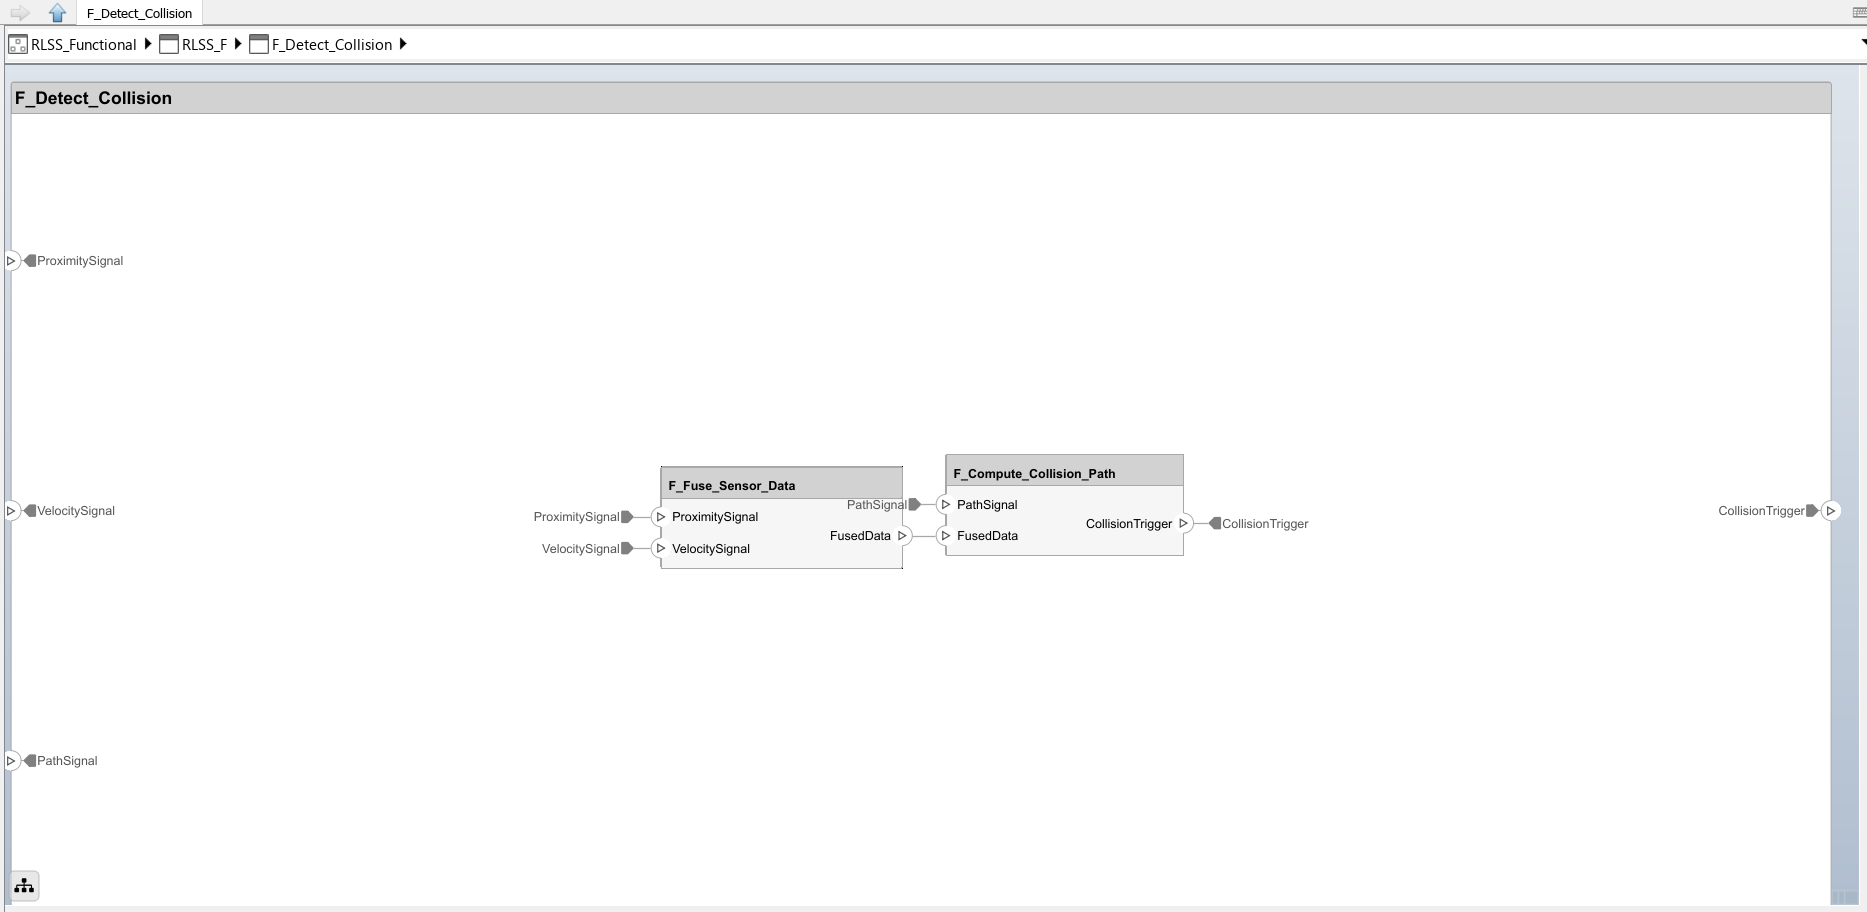 F_Detect_Collision
RLSS_Functional RLSS_F F_Detect_Collision
F_Detect_Collision
ProximitySignal
VelocitySignal
PathSignal
ProximitySignal
VelocitySignal
F_Fuse_Sensor_Data
ProximitySignal
VelocitySignal
FusedData
PathSignal
F_Compute_Collision_Path
PathSignal
FusedData
CollisionTrigger
CollisionTrigger
CollisionTrigger